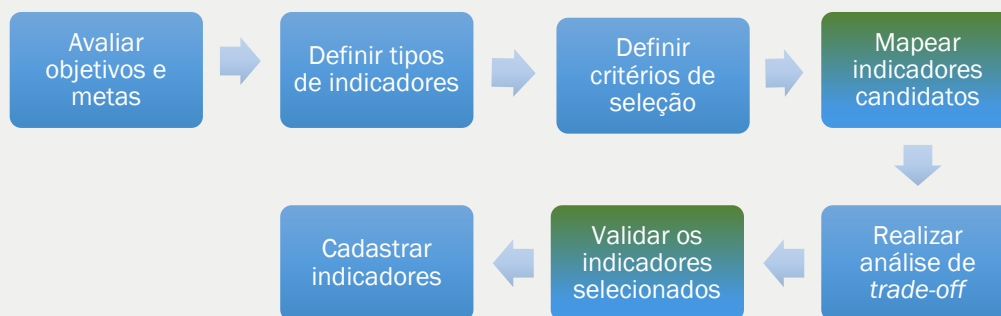 Avaliar
objetivos e
metas
Definir tipos
de indicadores
Definir
critérios de
seleção
Mapear
indicadores
candidatos
Realizar
análise de
trade-off
Validar os
indicadores
selecionados
Cadastrar
indicadores